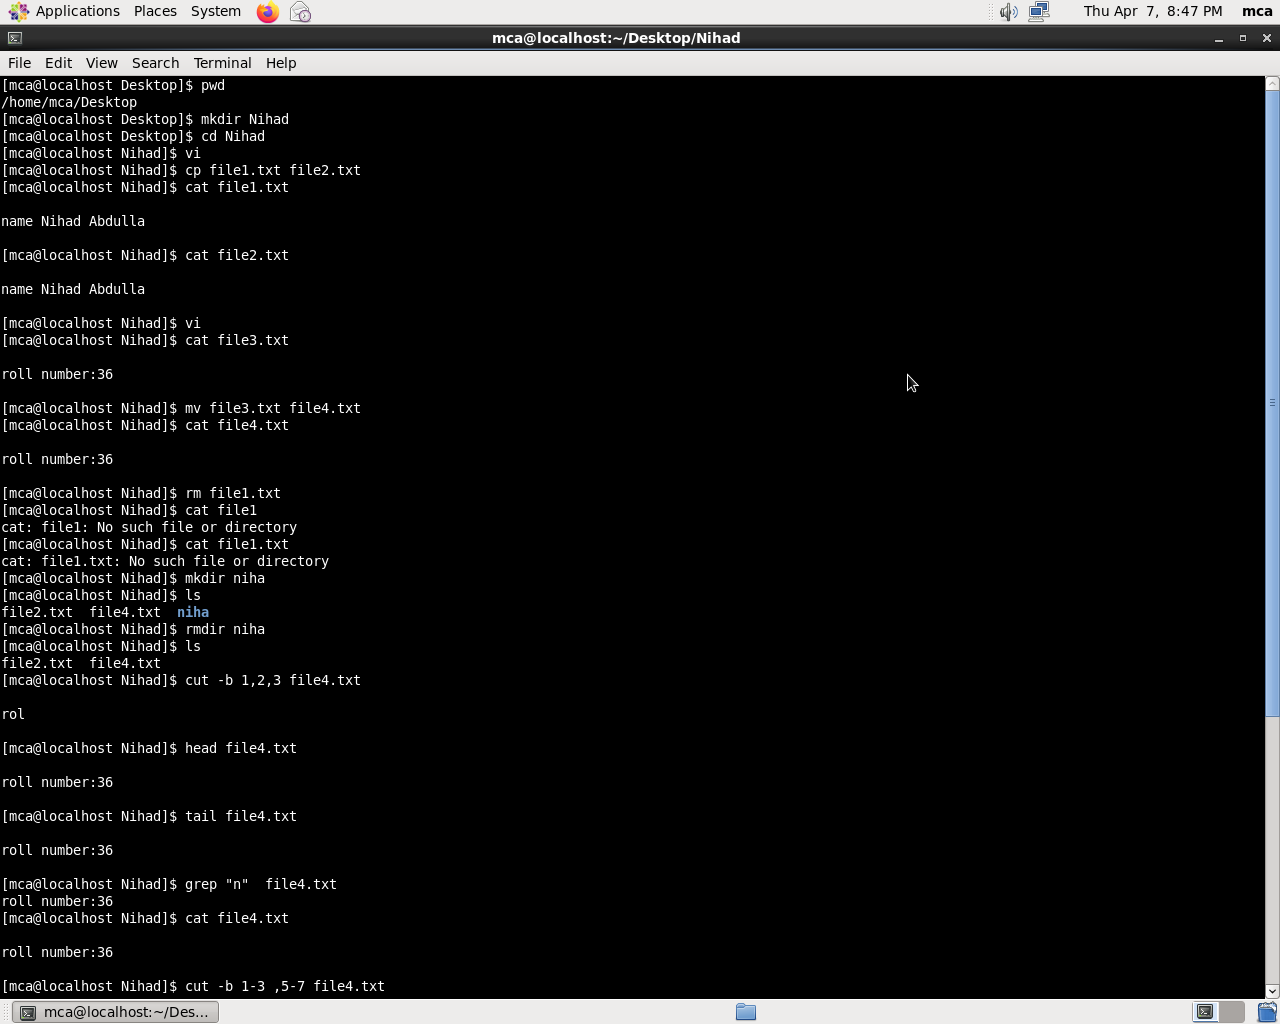 Applications Places System Thu Apr 7, 8:47 PM mca
mca@localhost:~/Desktop/Nihad
File Edit View Search Terminal Help
[mca@localhost Desktop]$ pwd
/home/mca/Desktop
[mca@localhost Desktop]$ mkdir Nihad
[mca@localhost Desktop]$ cd Nihad
[mca@localhost Nihad]$ vi
[mca@localhost Nihad]$ cp file1.txt file2.txt
[mca@localhost Nihad]$ cat file1.txt
name Nihad Abdulla
[mca@localhost Nihad]$ cat file2.txt
name Nihad Abdulla
[mca@localhost Nihad]$ vi
[mca@localhost Nihad]$ cat file3.txt
roll number:36
[mca@localhost Nihad]$ mv file3.txt file4.txt
[mca@localhost Nihad]$ cat file4.txt
roll number:36
[mca@localhost Nihad]$ rm file1.txt
[mca@localhost Nihad]$ cat file1
cat: file1: No such file or directory
[mca@localhost Nihad]$ cat file1.txt
cat: file1.txt: No such file or directory
[mca@localhost Nihad]$ mkdir niha
[mca@localhost Nihad]$ ls
file2.txt  file4.txt  niha
[mca@localhost Nihad]$ rmdir niha
[mca@localhost Nihad]$ ls
file2.txt  file4.txt
[mca@localhost Nihad]$ cut -b 1,2,3 file4.txt
rol
[mca@localhost Nihad]$ head file4.txt
roll number:36
[mca@localhost Nihad]$ tail file4.txt
roll number:36
[mca@localhost Nihad]$ grep "n"  file4.txt
roll number:36
[mca@localhost Nihad]$ cat file4.txt
roll number:36
[mca@localhost Nihad]$ cut -b 1-3 ,5-7 file4.txt
mca@localhost:~/Des...